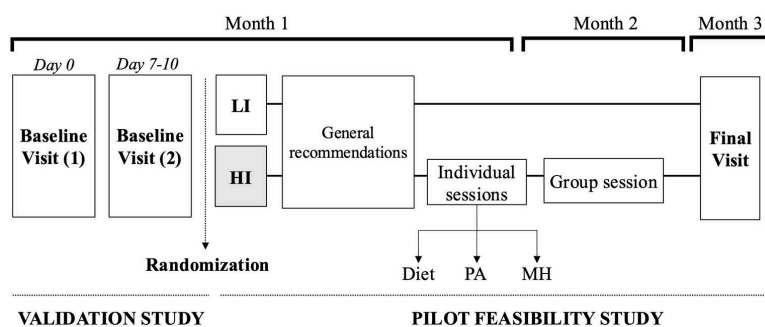 Month 1
Month 2
Month 3
Day 0
Day 7-10
Baseline
Visit (1)
Baseline
Visit (2)
LI
HI
General
recommendations
Individual
sessions
Group session
Final
Visit
Randomization
Diet
PA
MH
VALIDATION STUDY
PILOT FEASIBILITY STUDY